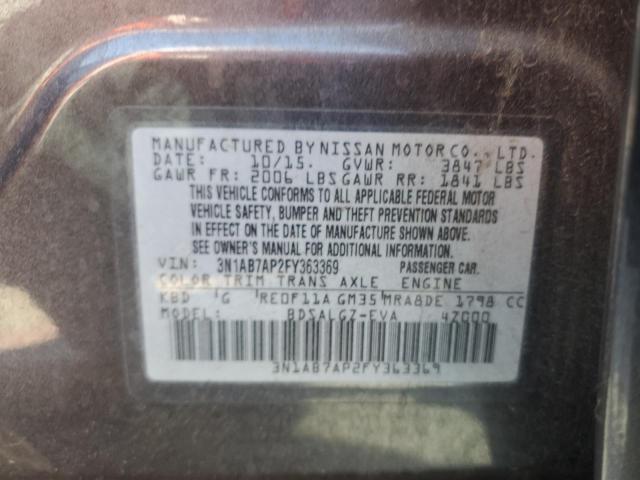 MANUFACTURED BY NISSAN MOTOR CO., LTD.
DATE: 10/15. GVWR: 3847 LBS
GAWR FR: 2006 LBS GAWR RR: 1841 LBS
THIS VEHICLE CONFORMS TO ALL APPLICABLE FEDERAL MOTOR
VEHICLE SAFETY, BUMPER AND THEFT PREVENTION STANDARDS
IN EFFECT ON THE DATE OF MANUFACTURE SHOWN ABOVE.
SEE OWNER'S MANUAL FOR ADDITIONAL INFORMATION.
VIN: 3N1AB7AP2FY363369 PASSENGER CAR.
COLOR TRIM TRANS AXLE ENGINE
KBD G RE0F11A GM35 MRA8DE 1798 CC
MODEL: BDSALGZ-EVA 4Z000
3N1AB7AP2FY363369